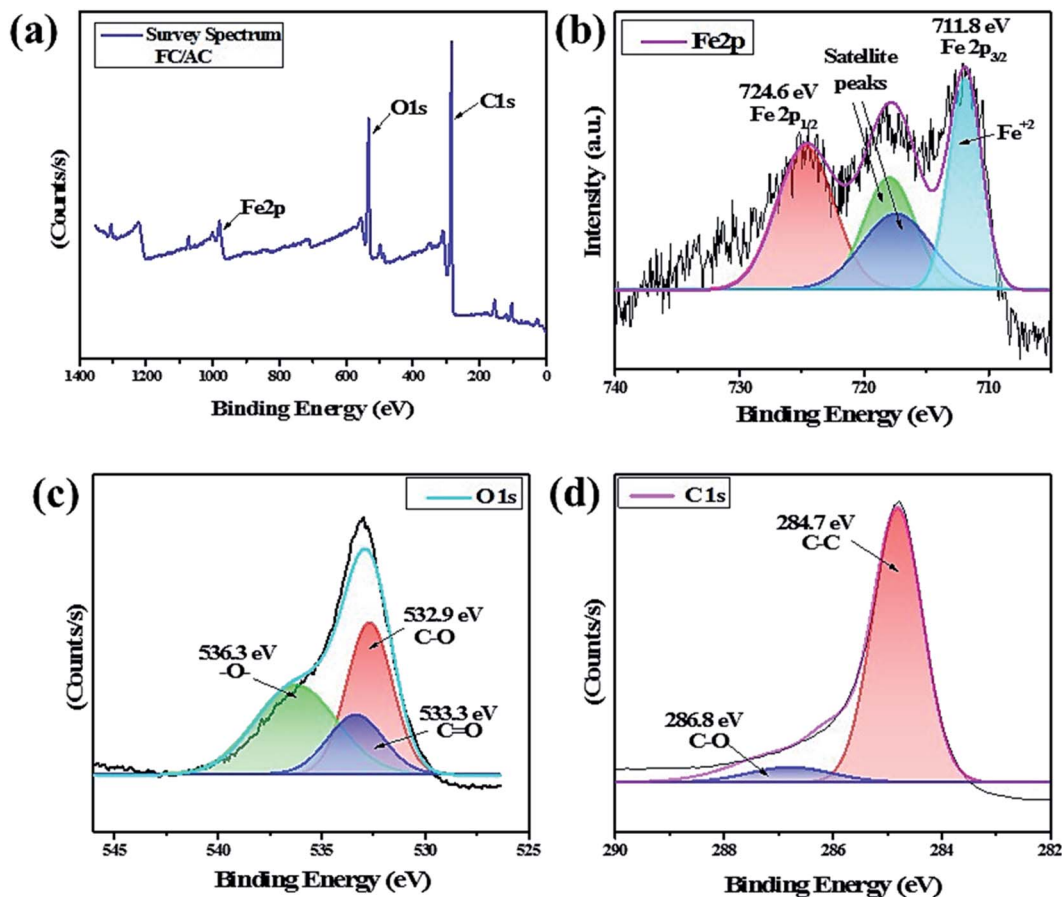 (a)
Survey Spectrum
FC/AC
O1s
C1s
Fe2p
(Counts/s)
1400 1200 1000 800 600 400 200 0
Binding Energy (eV)
(b)
Fe2p
711.8 eV
Fe 2p3/2
Satellite
peaks
724.6 eV
Fe 2p1/2
Fe+2
Intensity (a.u.)
740 730 720 710
Binding Energy (eV)
(c)
O1s
532.9 eV
C-O
536.3 eV
-O-
533.3 eV
C=O
(Counts/s)
545 540 535 530 525
Binding Energy (eV)
(d)
C1s
284.7 eV
C-C
286.8 eV
C-O
((Counts/s)
290 288 286 284 282
Binding Energy (eV)